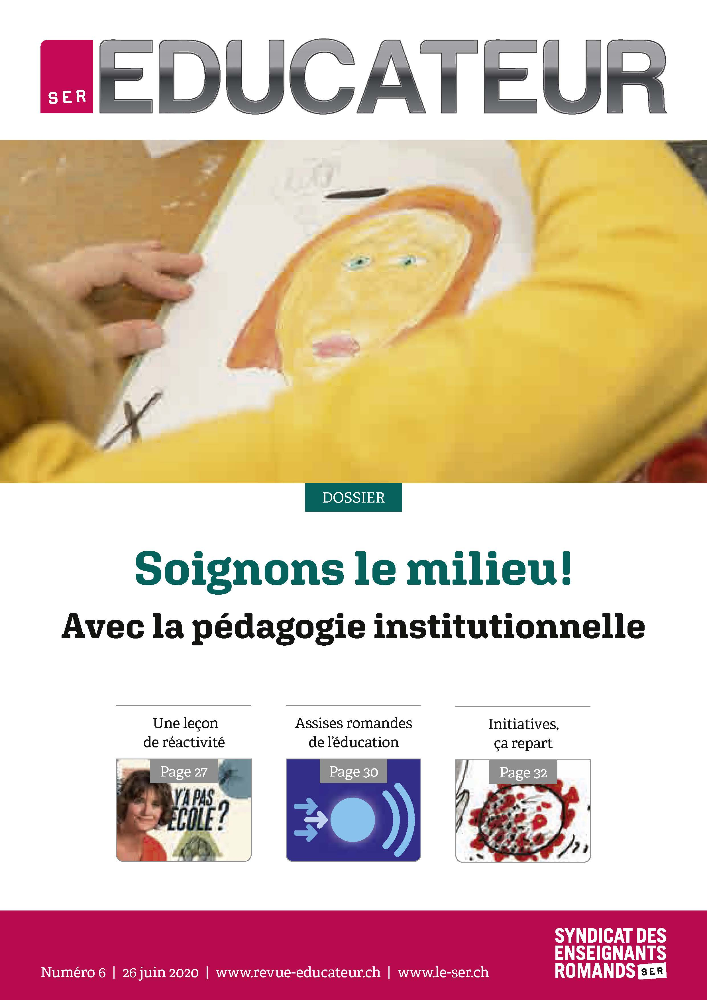 SER
EDUCATEUR
DOSSIER
Soignons le milieu!
Avec la pédagogie institutionnelle
Une leçon
de réactivité
Page 27
Y'A PAS
ECOLE?
Assises romandes
de l'éducation
Page 30
Initiatives,
ça repart
Page 32
Numéro 6 | 26 juin 2020 | www.revue-educateur.ch | www.le-ser.ch
SYNDICAT DES
ENSEIGNANTS
ROMANDS SER